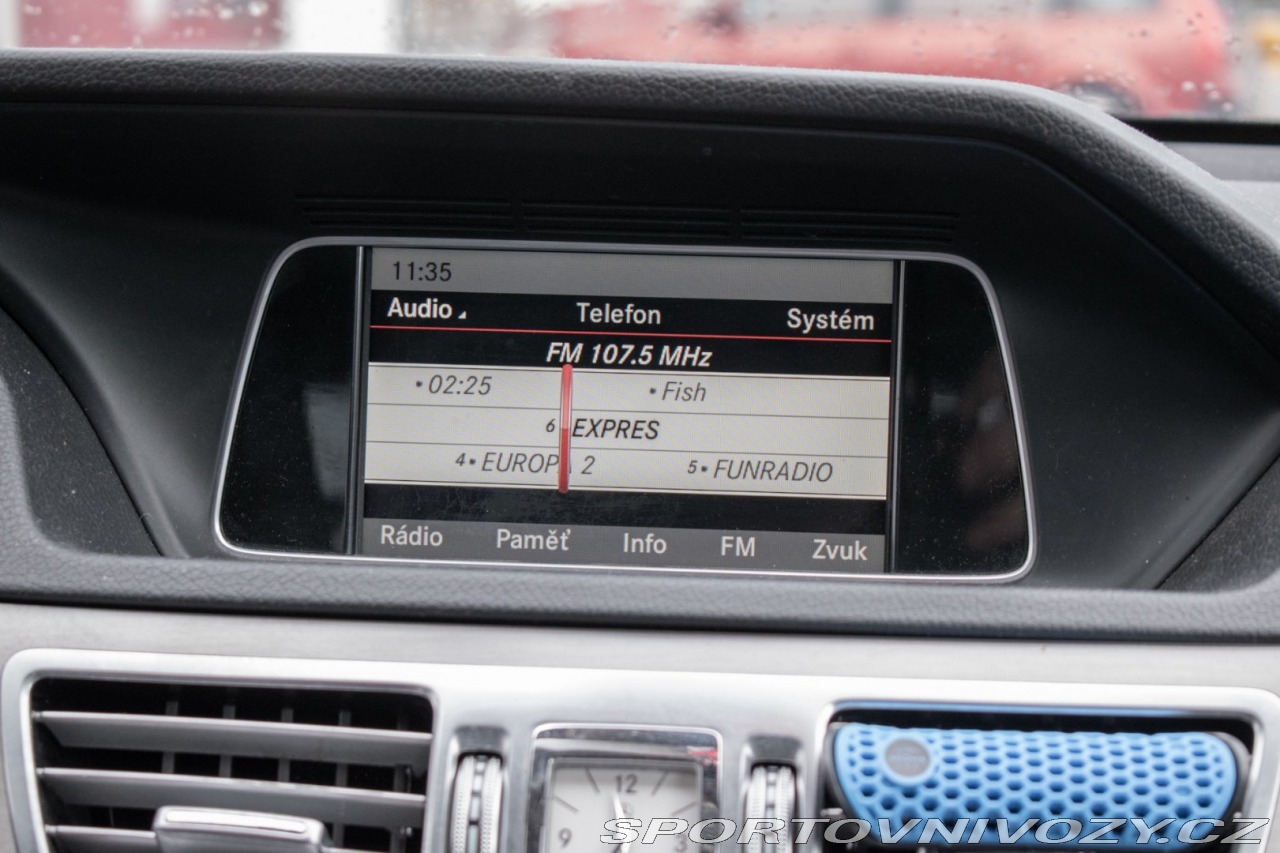 11:35
Audio Telefon Systém
FM 107.5 MHz
• 02:25 • Fish
6 EXPRES
4 • EUROPA 2 5 • FUNRADIO
Rádio Paměť Info FM Zvuk
12
9 3
SPORTOVNIVOZY.CZ